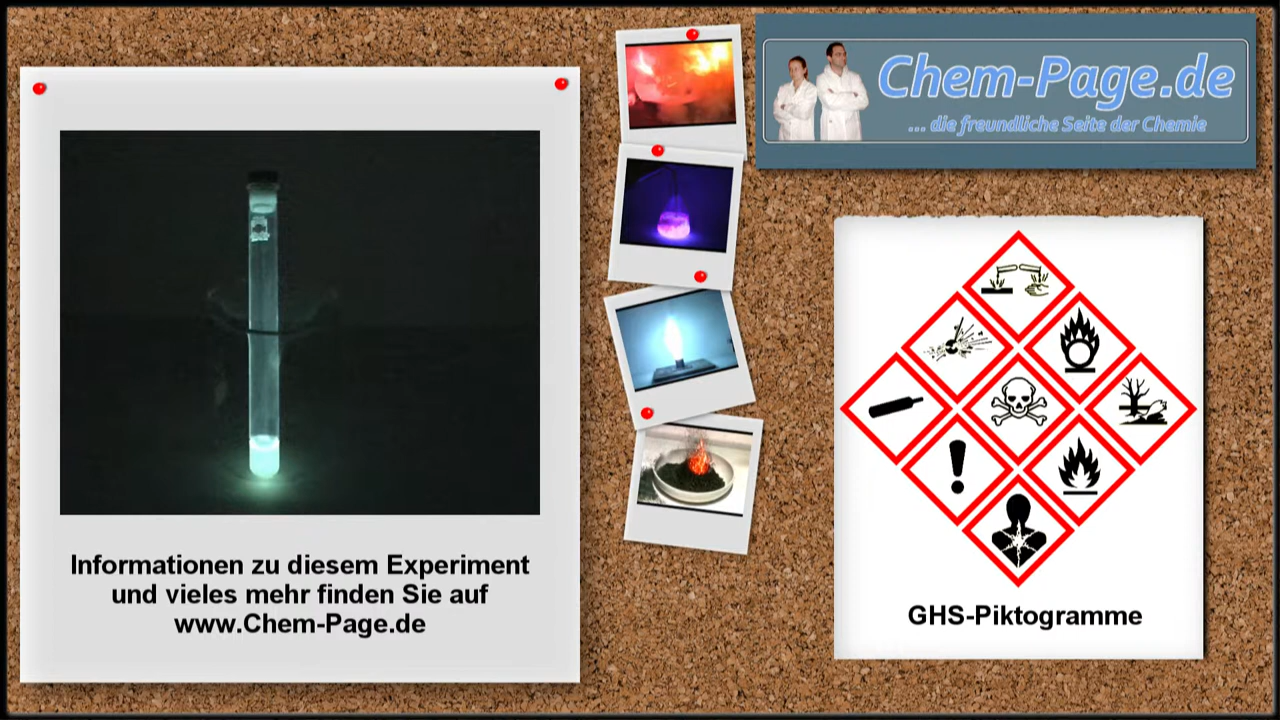 Chem-Page.de
... die freundliche Seite der Chemie
Informationen zu diesem Experiment
und vieles mehr finden Sie auf
www.Chem-Page.de
GHS-Piktogramme